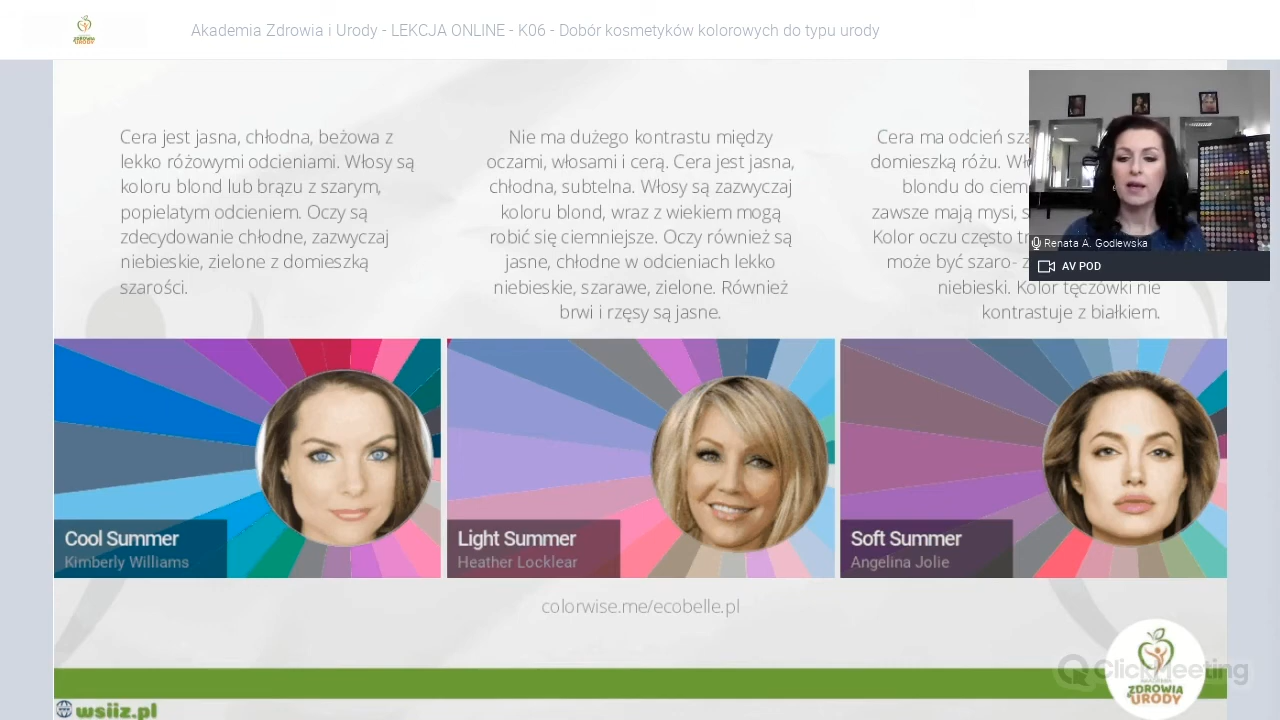 Akademia Zdrowia i Urody - LEKCJA ONLINE - K06 - Dobór kosmetyków kolorowych do typu urody
ZDROWIA
URODY
Cera jest jasna, chłodna, beżowa z
lekko różowymi odcieniami. Włosy są
koloru blond lub brązu z szarym,
popielatym odcieniem. Oczy są
zdecydowanie chłodne, zazwyczaj
niebieskie, zielone z domieszką
szarości.
Nie ma dużego kontrastu między
oczami, włosami i cerą. Cera jest jasna,
chłodna, subtelna. Włosy są zazwyczaj
koloru blond, wraz z wiekiem mogą
robić się ciemniejsze. Oczy również są
jasne, chłodne w odcieniach lekko
niebieskie, szarawe, zielone. Również
brwi i rzęsy są jasne.
Cera ma odcień
domieszką różu.
blond do
zawsze mają mysi,
Kolor oczu często
może być szaro-
niebieski. Kolor tęczówki nie
kontrastuje z białkiem.
Renata A. Godlewska
AV POD
Cool Summer
Kimberly Williams
Light Summer
Heather Locklear
Soft Summer
Angelina Jolie
colorwise.me/ecobelle.pl
ClickMeeting
ZDROWIA
URODY
wsiiz.pl